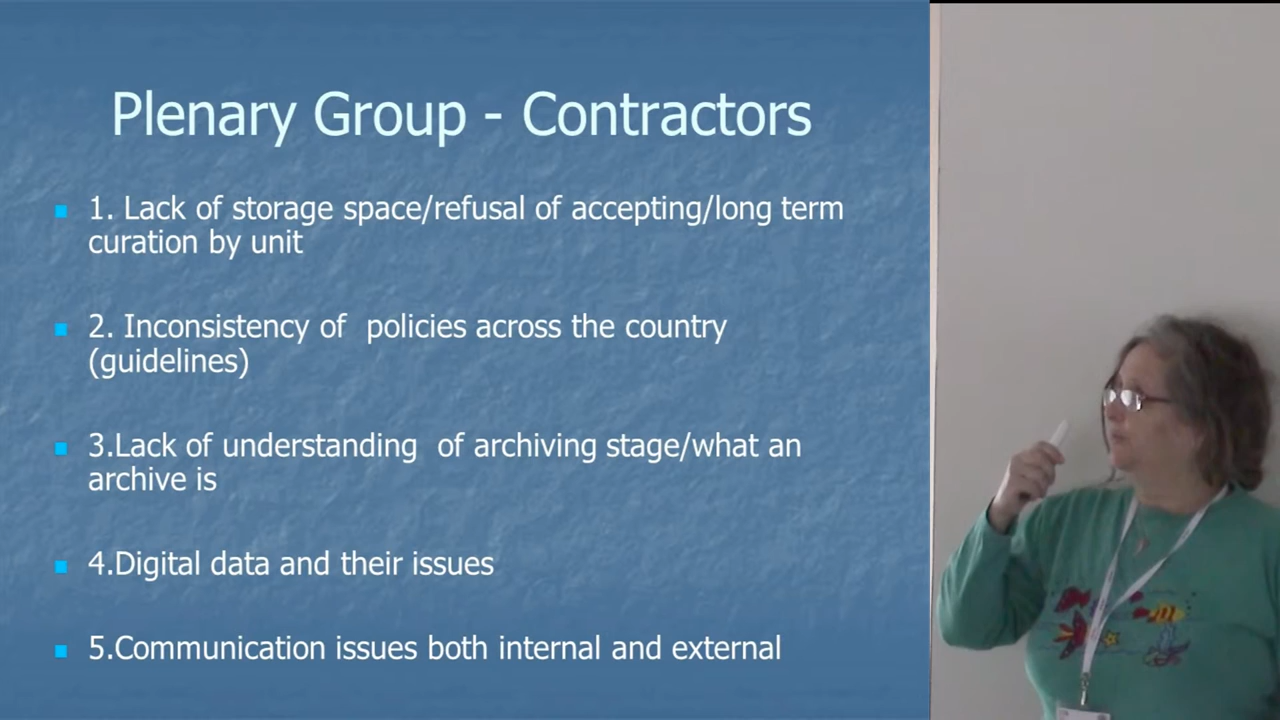 Plenary Group - Contractors
1. Lack of storage space/refusal of accepting/long term
curation by unit
2. Inconsistency of  policies across the country
(guidelines)
3.Lack of understanding  of archiving stage/what an
archive is
4.Digital data and their issues
5.Communication issues both internal and external